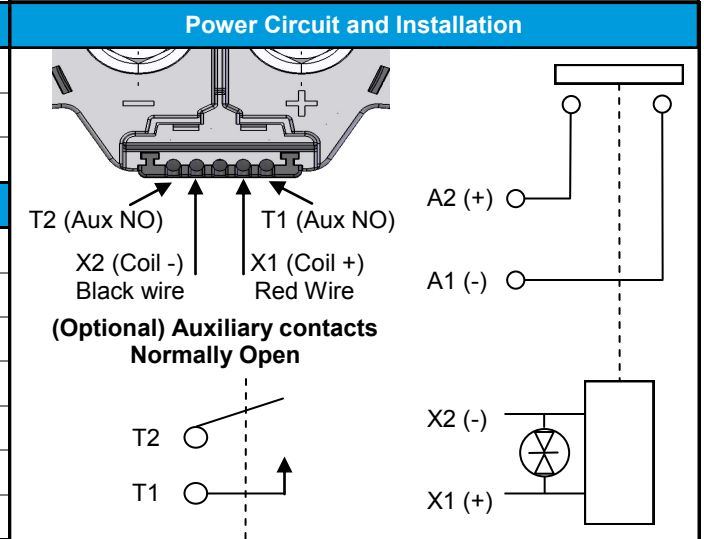 Power Circuit and Installation
T2 (Aux NO)
T1 (Aux NO)
X2 (Coil -)
Black wire
X1 (Coil +)
Red Wire
(Optional) Auxiliary contacts
Normally Open
T2
T1
A2 (+)
A1 (-)
X2 (-)
X1 (+)